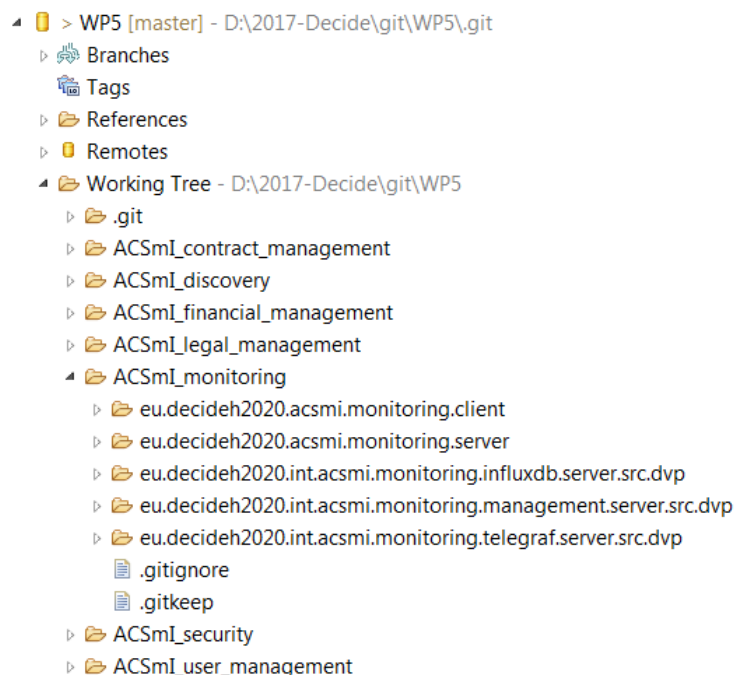 > WP5 [master] - D:\2017-Decide\git\WP5\.git
Branches
Tags
References
Remotes
Working Tree - D:\2017-Decide\git\WP5
.git
ACSmI_contract_management
ACSmI_discovery
ACSmI_financial_management
ACSmI_legal_management
ACSmI_monitoring
eu.decideh2020.acsmi.monitoring.client
eu.decideh2020.acsmi.monitoring.server
eu.decideh2020.int.acsmi.monitoring.influxdb.server.src.dvp
eu.decideh2020.int.acsmi.monitoring.management.server.src.dvp
eu.decideh2020.int.acsmi.monitoring.telegraf.server.src.dvp
.gitignore
.gitkeep
ACSmI_security
ACSmI_user_management